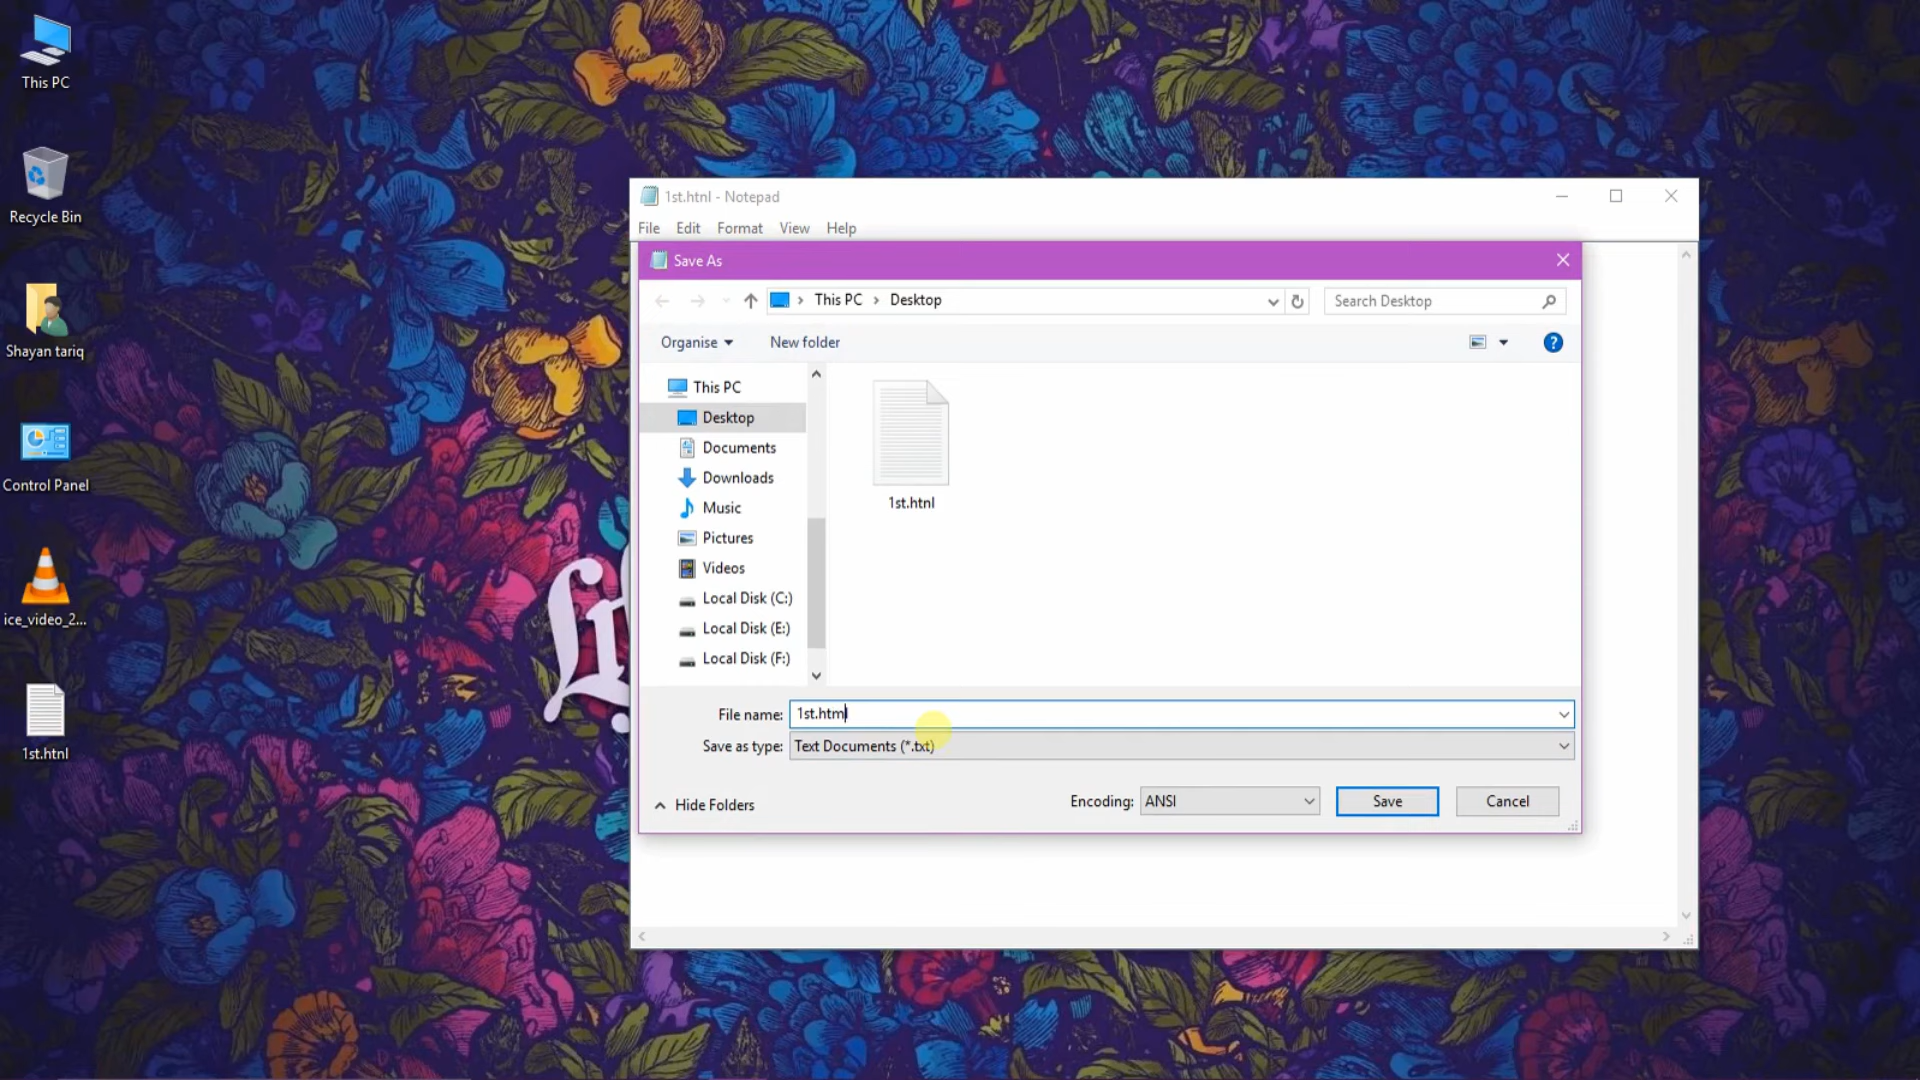 This PC
Recycle Bin
Shayan tariq
Control Panel
ice_video_2...
1st.htnl
1st.htnl - Notepad
File Edit Format View Help
Save As
This PC > Desktop
Search Desktop
Organise New folder
?
This PC
Desktop
Documents
Downloads
Music
Pictures
Videos
Local Disk (C:)
Local Disk (E:)
Local Disk (F:)
1st.htnl
File name: 1st.html
Save as type: Text Documents (*.txt)
Hide Folders
Encoding: ANSI
Save
Cancel